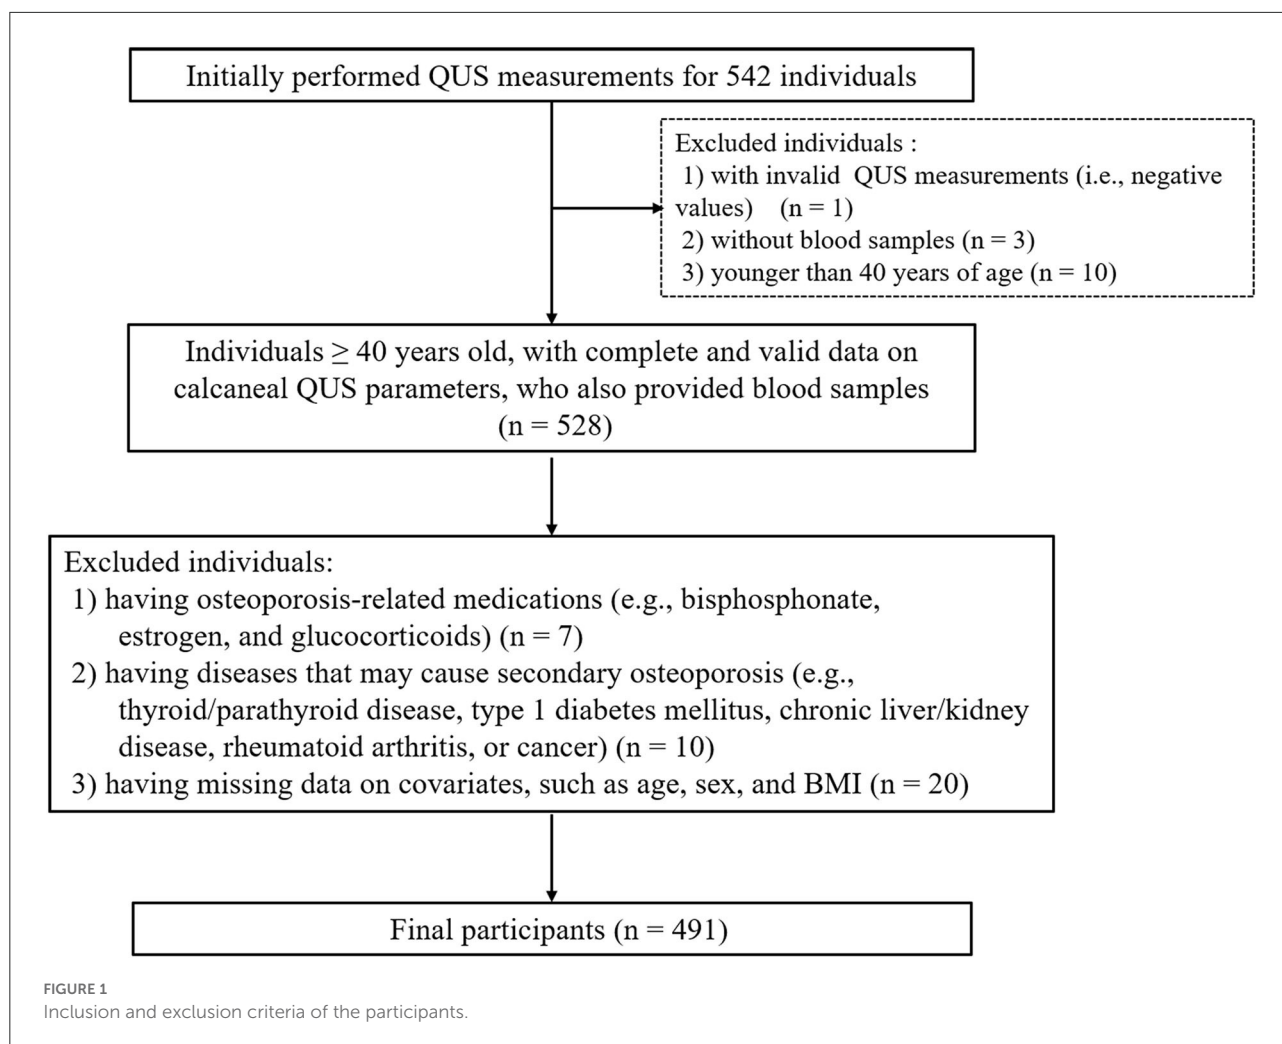 Initially performed QUS measurements for 542 individuals
Excluded individuals :
1) with invalid QUS measurements (i.e., negative
values) (n = 1)
2) without blood samples (n = 3)
3) younger than 40 years of age (n = 10)
Individuals ≥ 40 years old, with complete and valid data on
calcaneal QUS parameters, who also provided blood samples
(n = 528)
Excluded individuals:
1) having osteoporosis-related medications (e.g., bisphosphonate,
estrogen, and glucocorticoids) (n = 7)
2) having diseases that may cause secondary osteoporosis (e.g.,
thyroid/parathyroid disease, type 1 diabetes mellitus, chronic liver/kidney
disease, rheumatoid arthritis, or cancer) (n = 10)
3) having missing data on covariates, such as age, sex, and BMI (n = 20)
Final participants (n = 491)
FIGURE 1
Inclusion and exclusion criteria of the participants.